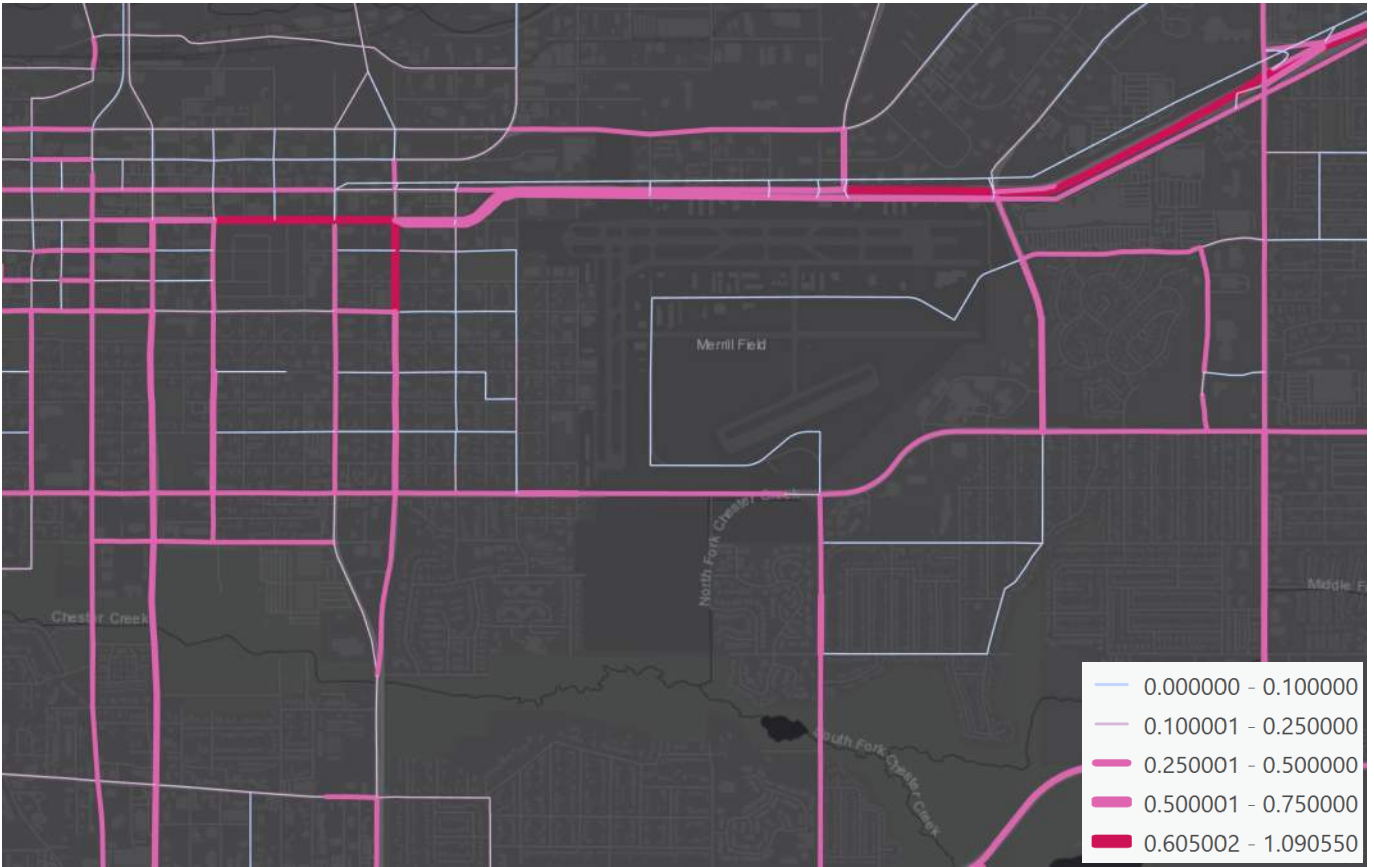 Merrill Field
North Fork Chester Creek
Chester Creek
Middle F
South Fork Chester Creek
0.000000 - 0.100000
0.100001 - 0.250000
0.250001 - 0.500000
0.500001 - 0.750000
0.605002 - 1.090550